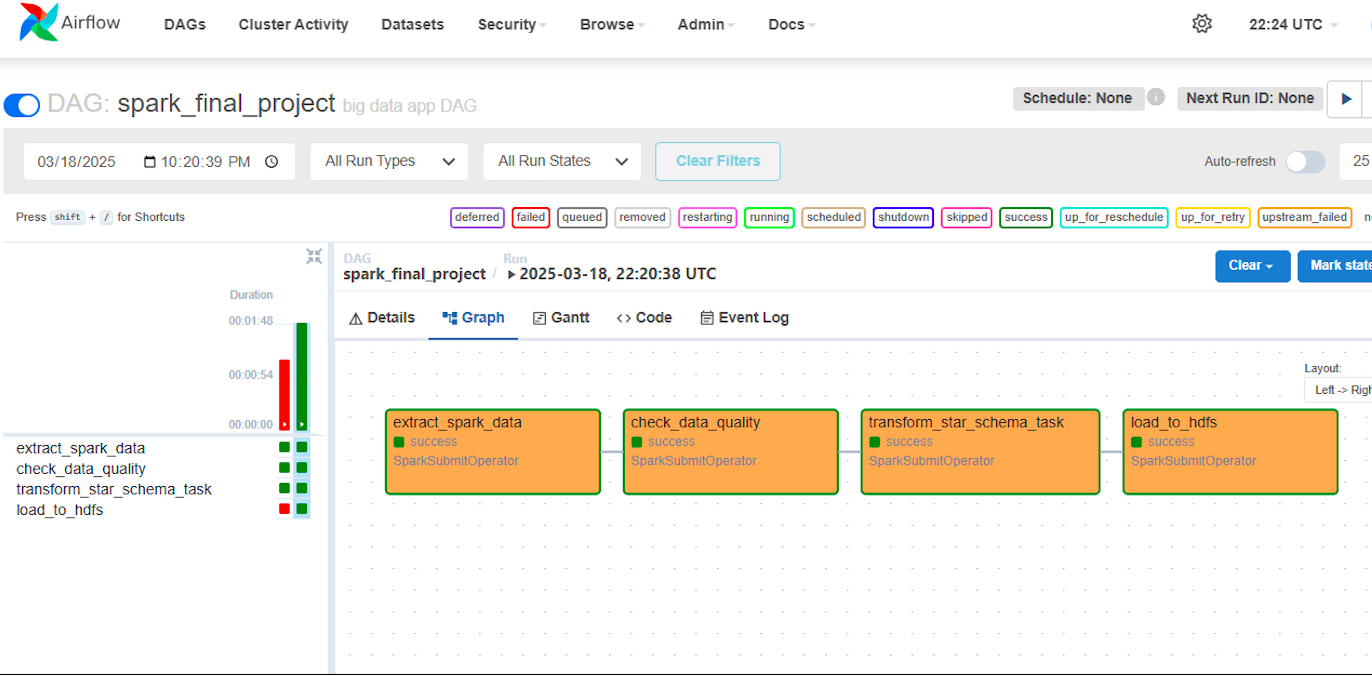 Airflow DAGs Cluster Activity Datasets Security Browse Admin Docs 22:24 UTC
DAG: spark_final_project big data app DAG Schedule: None Next Run ID: None
03/18/2025 10:20:39 PM All Run Types All Run States Clear Filters Auto-refresh 25
Press shift + / for Shortcuts deferred failed queued removed restarting running scheduled shutdown skipped success up_for_reschedule up_for_retry upstream_failed
DAG Run
spark_final_project / 2025-03-18, 22:20:38 UTC Clear Mark state
Duration
00:01:48
00:00:54
00:00:00
extract_spark_data
check_data_quality
transform_star_schema_task
load_to_hdfs
Details Graph Gantt <> Code Event Log
Layout:
Left -> Righ
extract_spark_data
success
SparkSubmitOperator
check_data_quality
success
SparkSubmitOperator
transform_star_schema_task
success
SparkSubmitOperator
load_to_hdfs
success
SparkSubmitOperator